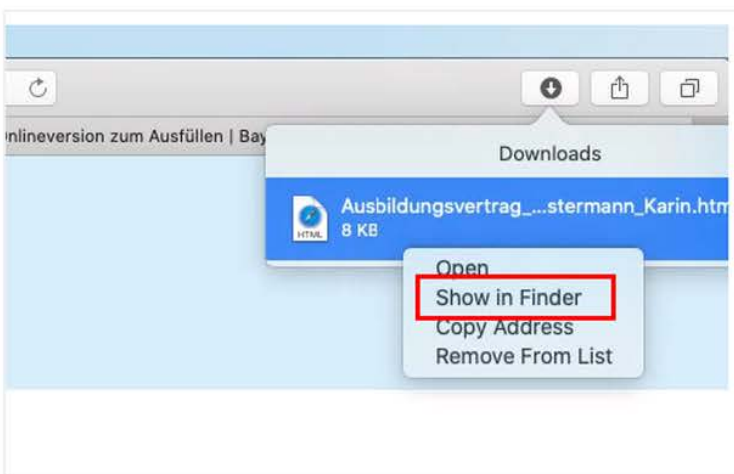 nlineversion zum Ausfüllen | Bay
Downloads
Ausbildungsvertrag_...stermann_Karin.htm
8 KB
HTML
Open
Show in Finder
Copy Address
Remove From List